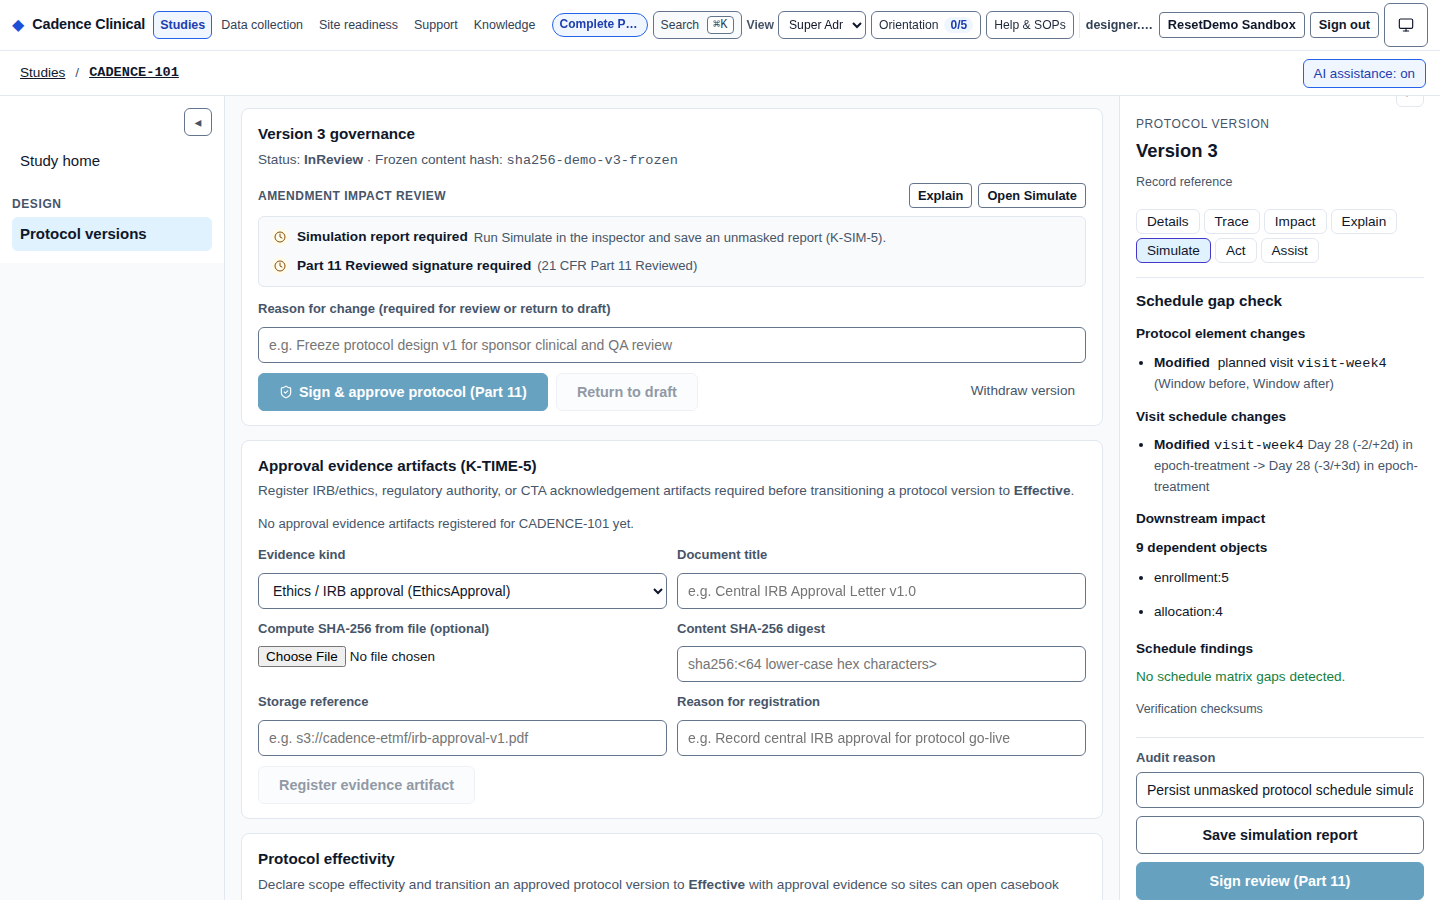 Cadence Clinical Studies Data collection Site readiness Support Knowledge Complete P… Search ⌘K View Super Adr Orientation 0/5 Help & SOPs designer.… ResetDemo Sandbox Sign out
Studies / CADENCE-101 AI assistance: on
Study home
DESIGN
Protocol versions
Version 3 governance
Status: InReview · Frozen content hash: sha256-demo-v3-frozen
AMENDMENT IMPACT REVIEW Explain Open Simulate
Simulation report required Run Simulate in the inspector and save an unmasked report (K-SIM-5).
Part 11 Reviewed signature required (21 CFR Part 11 Reviewed)
Reason for change (required for review or return to draft)
e.g. Freeze protocol design v1 for sponsor clinical and QA review
Sign & approve protocol (Part 11) Return to draft Withdraw version
Approval evidence artifacts (K-TIME-5)
Register IRB/ethics, regulatory authority, or CTA acknowledgement artifacts required before transitioning a protocol version to Effective.
No approval evidence artifacts registered for CADENCE-101 yet.
Evidence kind Document title
Ethics / IRB approval (EthicsApproval) e.g. Central IRB Approval Letter v1.0
Compute SHA-256 from file (optional) Content SHA-256 digest
Choose File No file chosen sha256:<64 lower-case hex characters>
Storage reference Reason for registration
e.g. s3://cadence-etmf/irb-approval-v1.pdf e.g. Record central IRB approval for protocol go-live
Register evidence artifact
Protocol effectivity
Declare scope effectivity and transition an approved protocol version to Effective with approval evidence so sites can open casebook
PROTOCOL VERSION
Version 3
Record reference
Details Trace Impact Explain
Simulate Act Assist
Schedule gap check
Protocol element changes
• Modified planned visit visit-week4
(Window before, Window after)
Visit schedule changes
• Modified visit-week4 Day 28 (-2/+2d) in
epoch-treatment -> Day 28 (-3/+3d) in epoch-
treatment
Downstream impact
9 dependent objects
• enrollment:5
• allocation:4
Schedule findings
No schedule matrix gaps detected.
Verification checksums
Audit reason
Persist unmasked protocol schedule simula
Save simulation report
Sign review (Part 11)